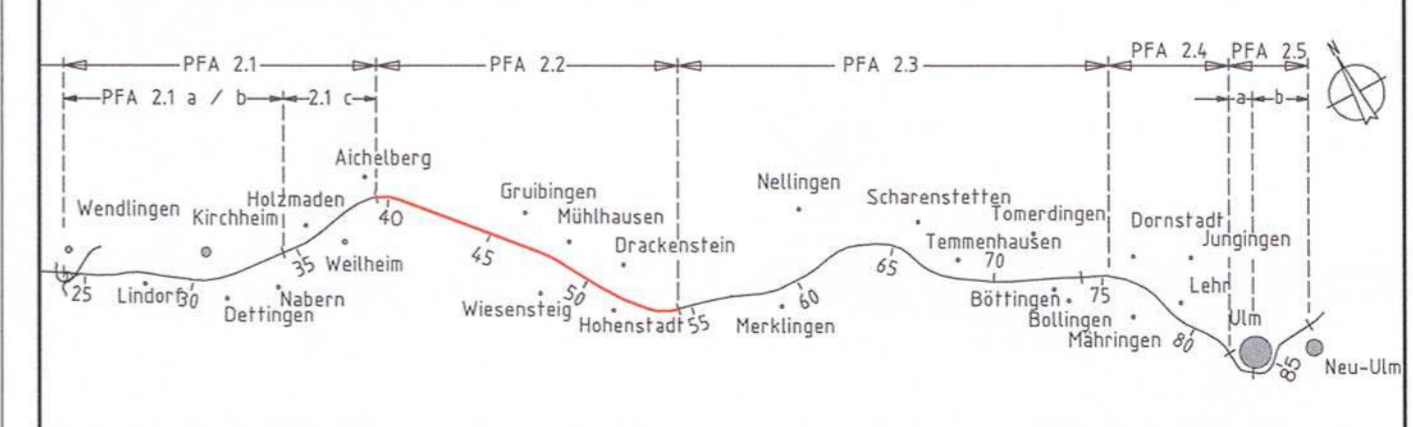 PFA 2.1
PFA 2.2
PFA 2.3
PFA 2.4
PFA 2.5
N
PFA 2.1 a / b
2.1 c
a
b
Aichelberg
Wendlingen
Holzmaden
Kirchheim
Gruibingen
Nellingen
Scharenstetten
Tomerdingen
Dornstadt
Mühlhausen
40
Drackenstein
Temmenhausen
Jungingen
35
Weilheim
45
65
70
25
Lindorf
30
Nabern
Dettingen
Wiesensteig
50
Hohenstadt
55
60
Merklingen
Böttingen
75
Lehr
Bollingen
Ulm
Mähringen
80
85
Neu-Ulm